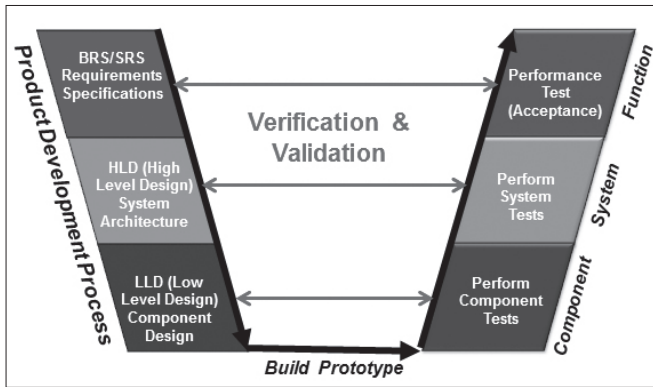 Product Development Process
BRS/SRS
Requirements
Specifications
HLD (High
Level Design)
System
Architecture
LLD (Low
Level Design)
Component
Design
Verification &
Validation
Build Prototype
Performance
Test
(Acceptance)
Perform
System
Tests
Perform
Component
Tests
Function
System
Component